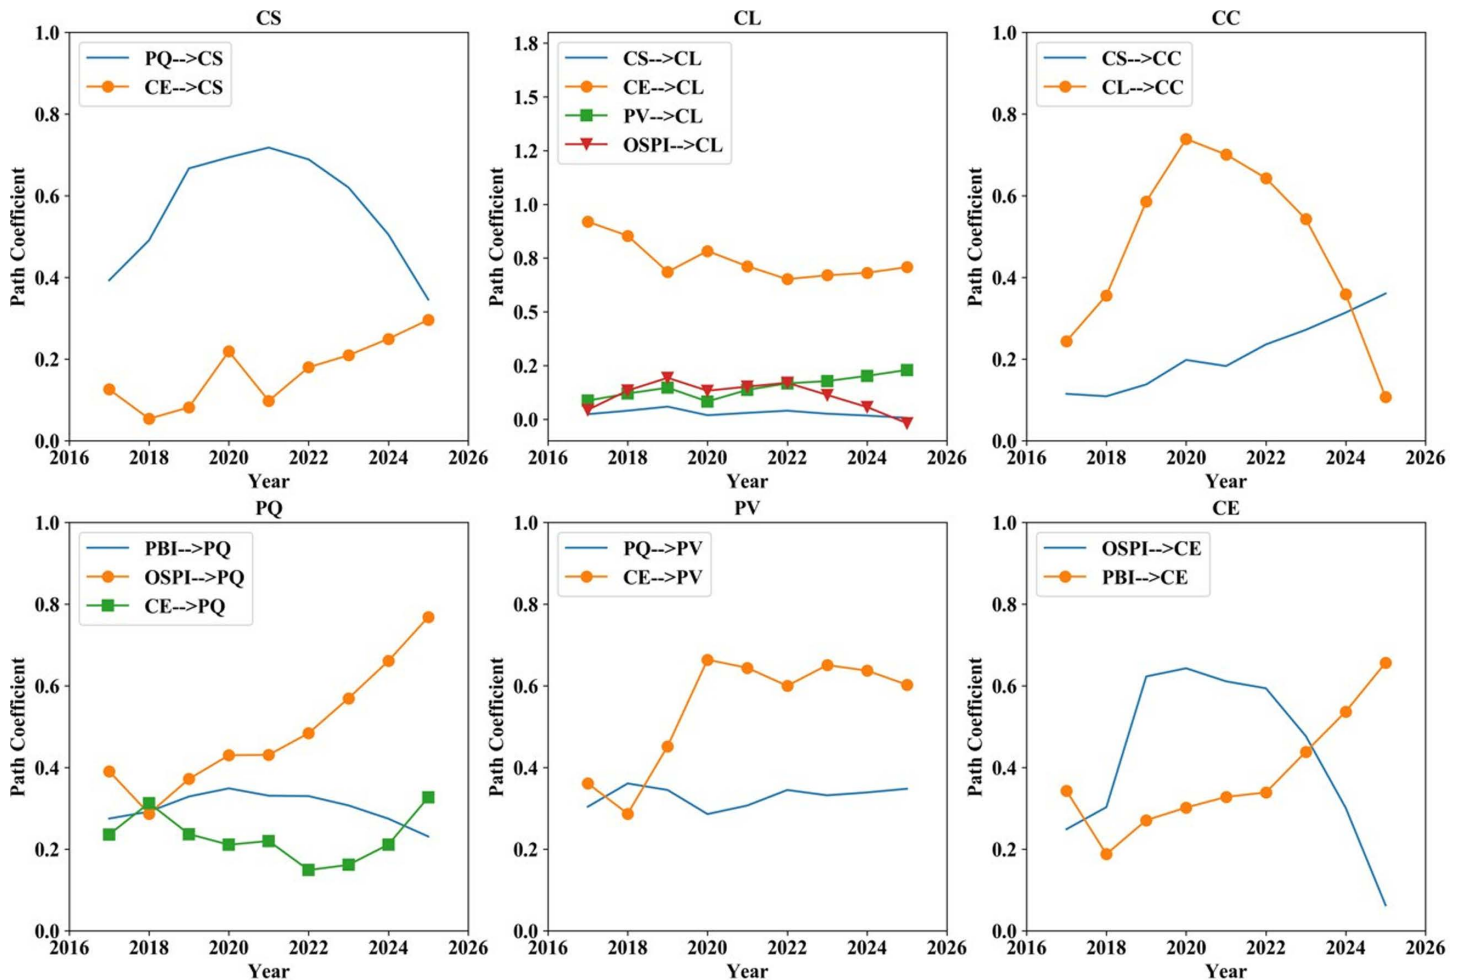 CS
1.0
0.8
0.6
0.4
0.2
0.0
Path Coefficient
PQ-->CS
CE-->CS
2016 2018 2020 2022 2024 2026
Year
CL
1.8
1.5
1.2
1.0
0.8
0.5
0.2
0.0
Path Coefficient
CS-->CL
CE-->CL
PV-->CL
OSPI-->CL
2016 2018 2020 2022 2024 2026
Year
CC
1.0
0.8
0.6
0.4
0.2
0.0
Path Coefficient
CS-->CC
CL-->CC
2016 2018 2020 2022 2024 2026
Year
PQ
1.0
0.8
0.6
0.4
0.2
0.0
Path Coefficient
PBI-->PQ
OSPI-->PQ
CE-->PQ
2016 2018 2020 2022 2024 2026
Year
PV
1.0
0.8
0.6
0.4
0.2
0.0
Path Coefficient
PQ-->PV
CE-->PV
2016 2018 2020 2022 2024 2026
Year
CE
1.0
0.8
0.6
0.4
0.2
0.0
Path Coefficient
OSPI-->CE
PBI-->CE
2016 2018 2020 2022 2024 2026
Year